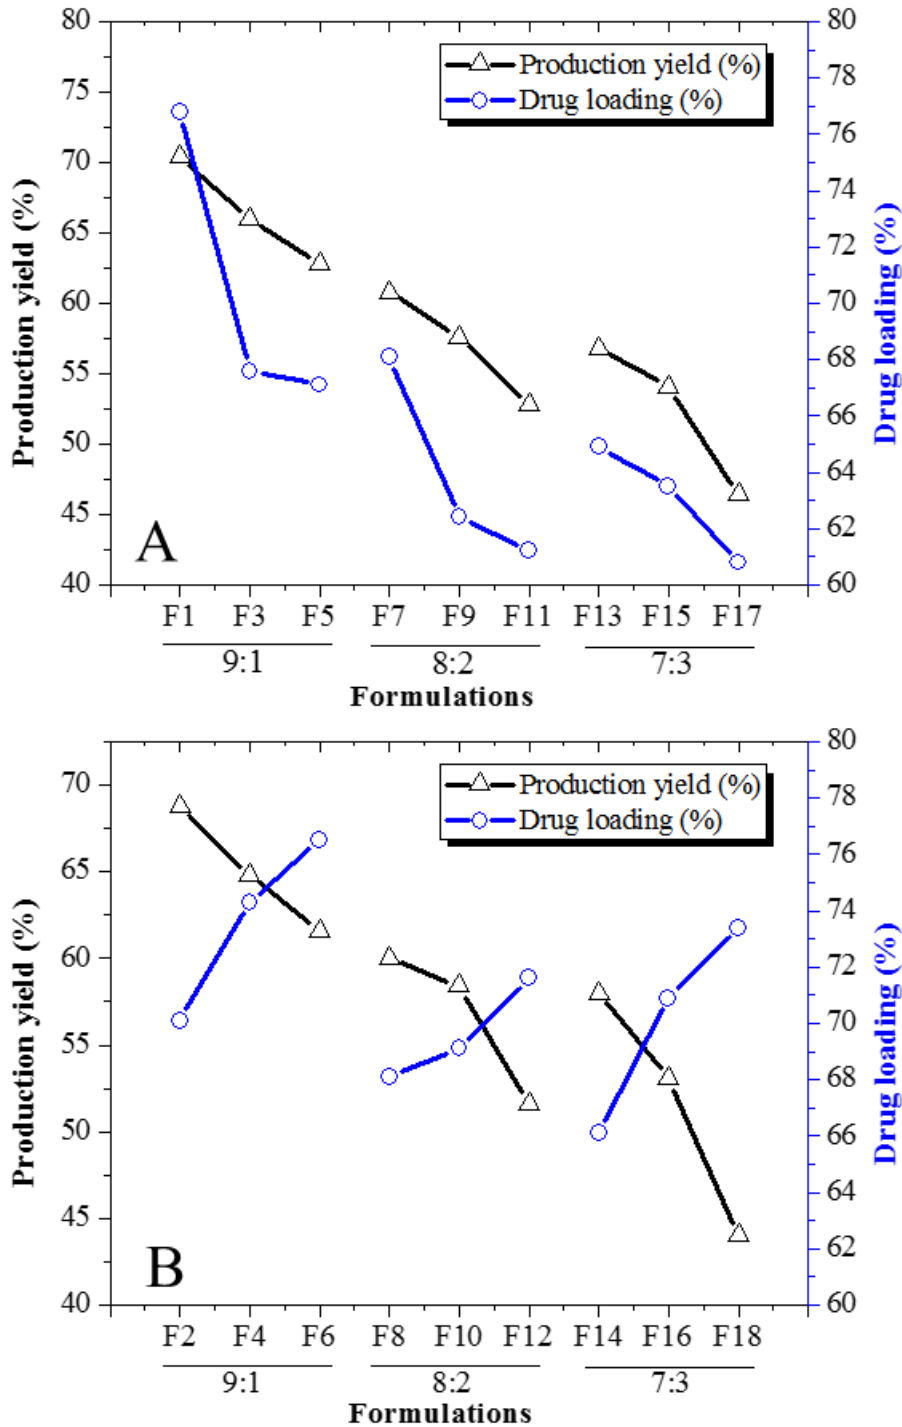 Production yield (%)
Drug loading (%)
Production yield (%)
80
75
70
65
60
55
50
45
40
Drug loading (%)
80
78
76
74
72
70
68
66
64
62
60
A
F1 F3 F5 F7 F9 F11 F13 F15 F17
9:1 8:2 7:3
Formulations
Production yield (%)
Drug loading (%)
Production yield (%)
70
65
60
55
50
45
40
Drug loading (%)
80
78
76
74
72
70
68
66
64
62
60
B
F2 F4 F6 F8 F10 F12 F14 F16 F18
9:1 8:2 7:3
Formulations